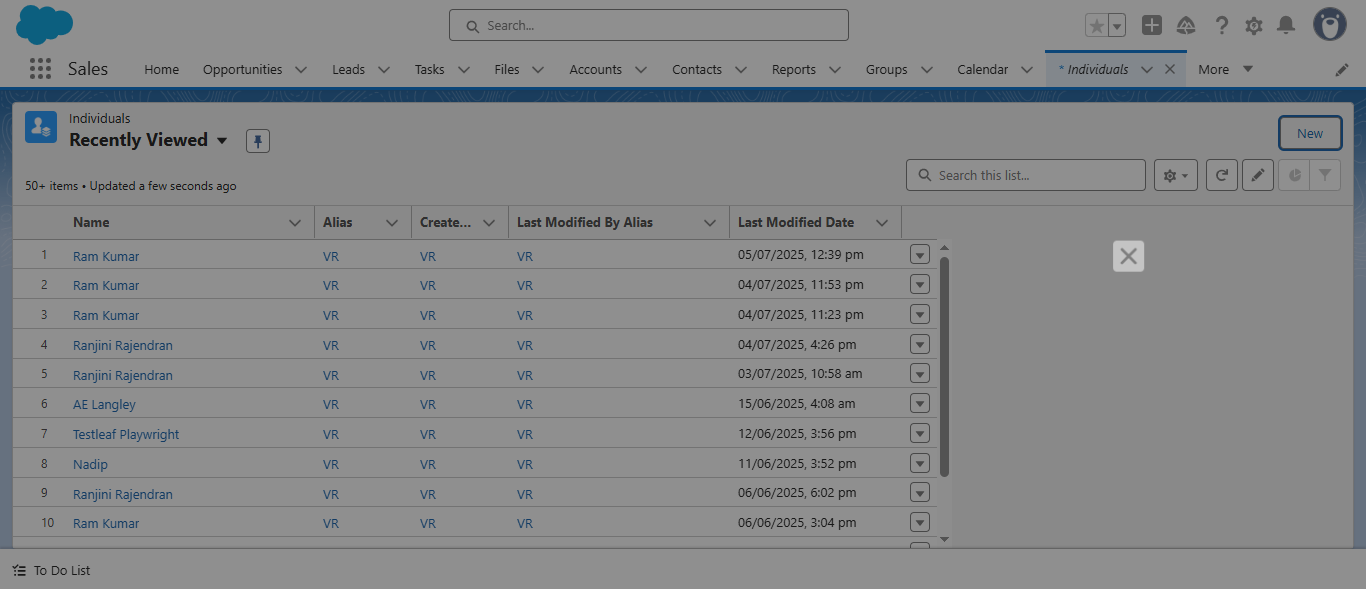 Search...
Sales Home Opportunities Leads Tasks Files Accounts Contacts Reports Groups Calendar * Individuals More
Individuals
Recently Viewed
New
50+ items • Updated a few seconds ago
Search this list...
Name Alias Create... Last Modified By Alias Last Modified Date
1 Ram Kumar VR VR VR 05/07/2025, 12:39 pm
2 Ram Kumar VR VR VR 04/07/2025, 11:53 pm
3 Ram Kumar VR VR VR 04/07/2025, 11:23 pm
4 Ranjini Rajendran VR VR VR 04/07/2025, 4:26 pm
5 Ranjini Rajendran VR VR VR 03/07/2025, 10:58 am
6 AE Langley VR VR VR 15/06/2025, 4:08 am
7 Testleaf Playwright VR VR VR 12/06/2025, 3:56 pm
8 Nadip VR VR VR 11/06/2025, 3:52 pm
9 Ranjini Rajendran VR VR VR 06/06/2025, 6:02 pm
10 Ram Kumar VR VR VR 06/06/2025, 3:04 pm
To Do List